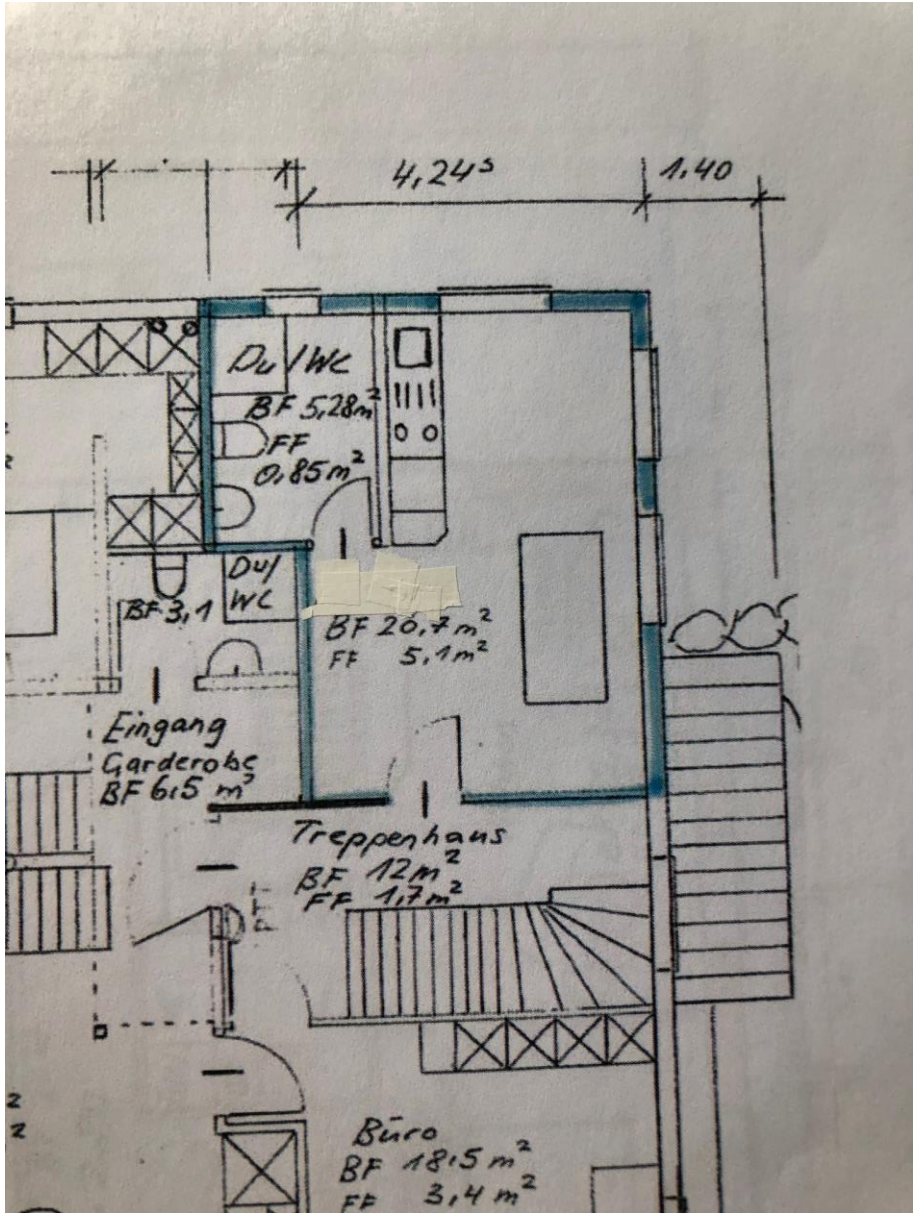 4,24⁵ 1.40
Du/WC
BF 5,28m²
FF
0,85m²
Du/
WC
BF 3,1
BF 20,7m²
FF 5,1m²
Eingang
Garderobe
BF 6,5 m²
Treppenhaus
BF 12m²
FF 1,7m²
2
2
Büro
BF 18,5 m²
FF 3,4 m²